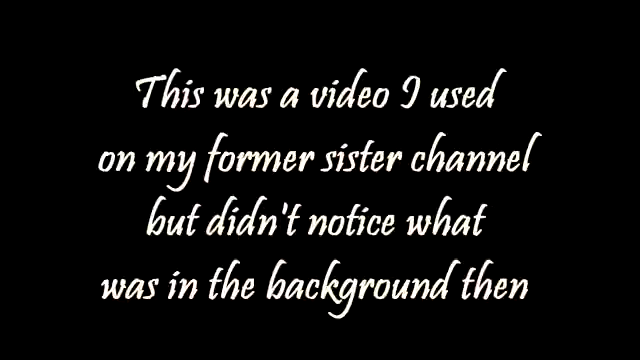 This was a video I used
on my former sister channel
but didn't notice what
was in the background then